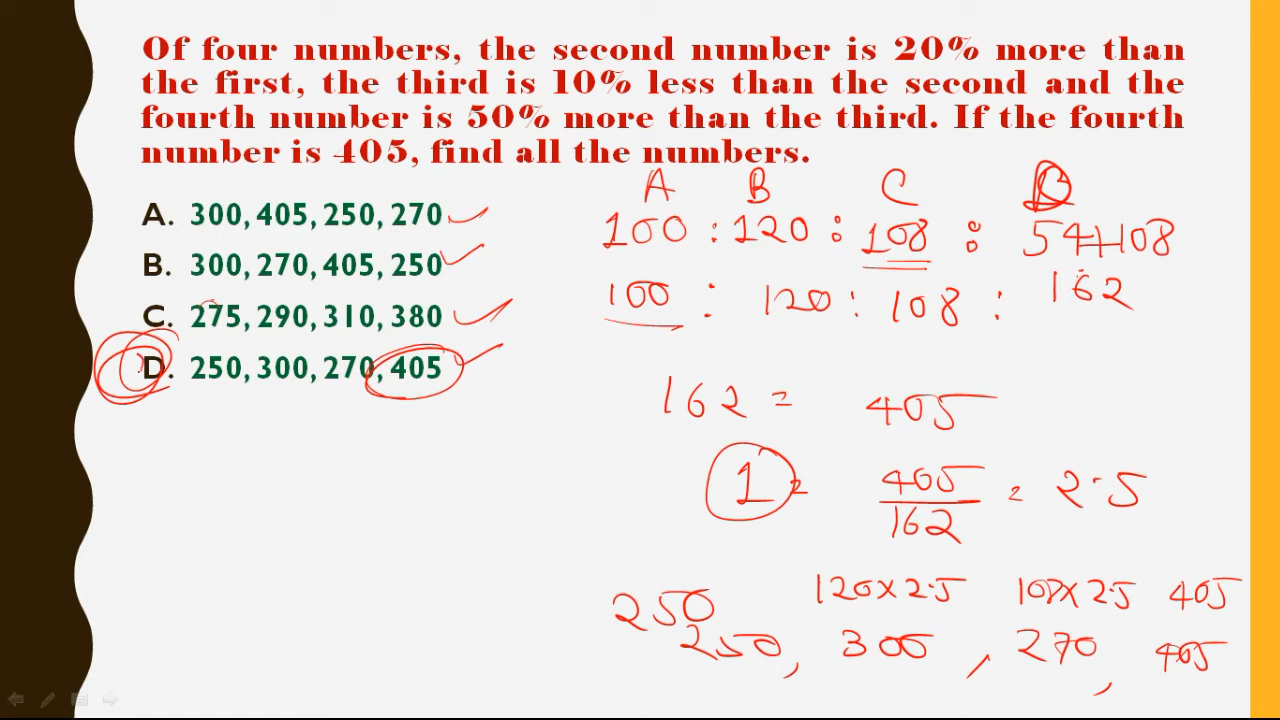 Of four numbers, the second number is 20% more than
the first, the third is 10% less than the second and the
fourth number is 50% more than the third. If the fourth
number is 405, find all the numbers.
A. 300, 405, 250, 270
B. 300, 270, 405, 250
C. 275, 290, 310, 380
D. 250, 300, 270, 405
A B C D
100 : 120 : 108 : 54+108
100 : 120 : 108 : 162
162 = 405
1 = 405/162 = 2.5
250 120×2.5 108×2.5 405
250, 300, 270, 405